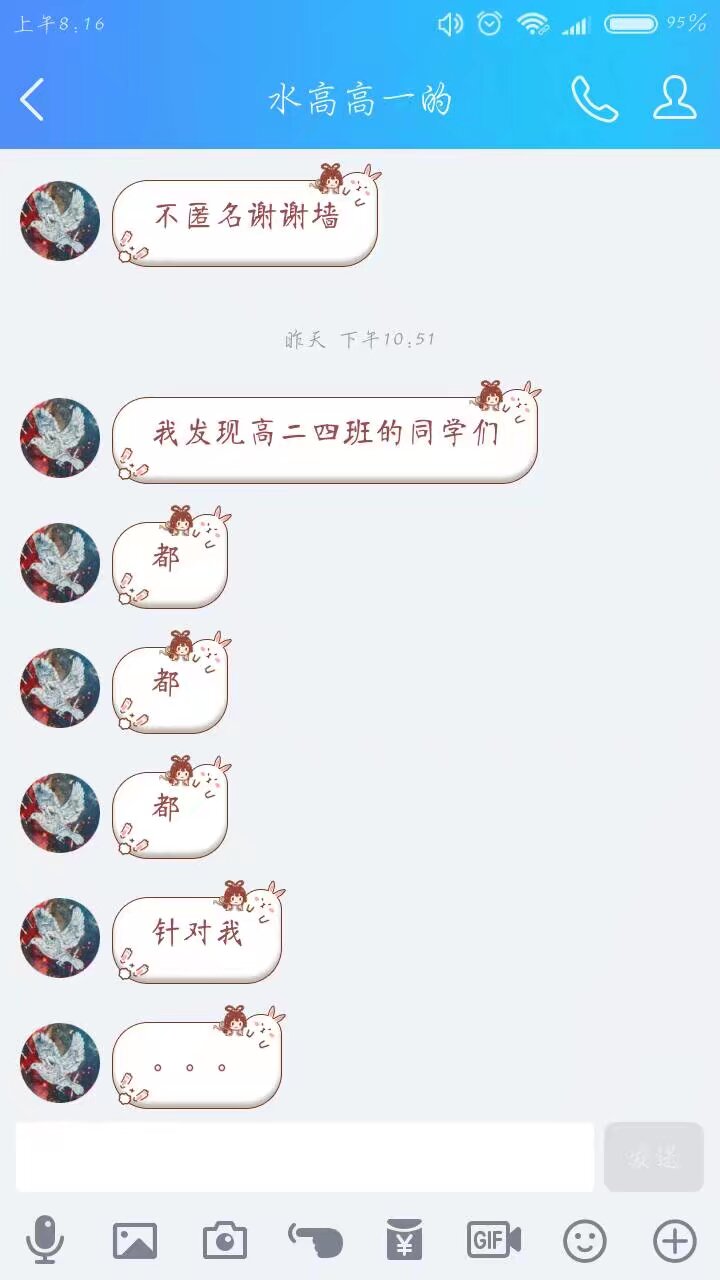 上午8:16
95%
水高高一的
不匿名谢谢墙
昨天 下午10:51
我发现高二四班的同学们
都
都
都
针对我
。。。
发送
¥
GIF